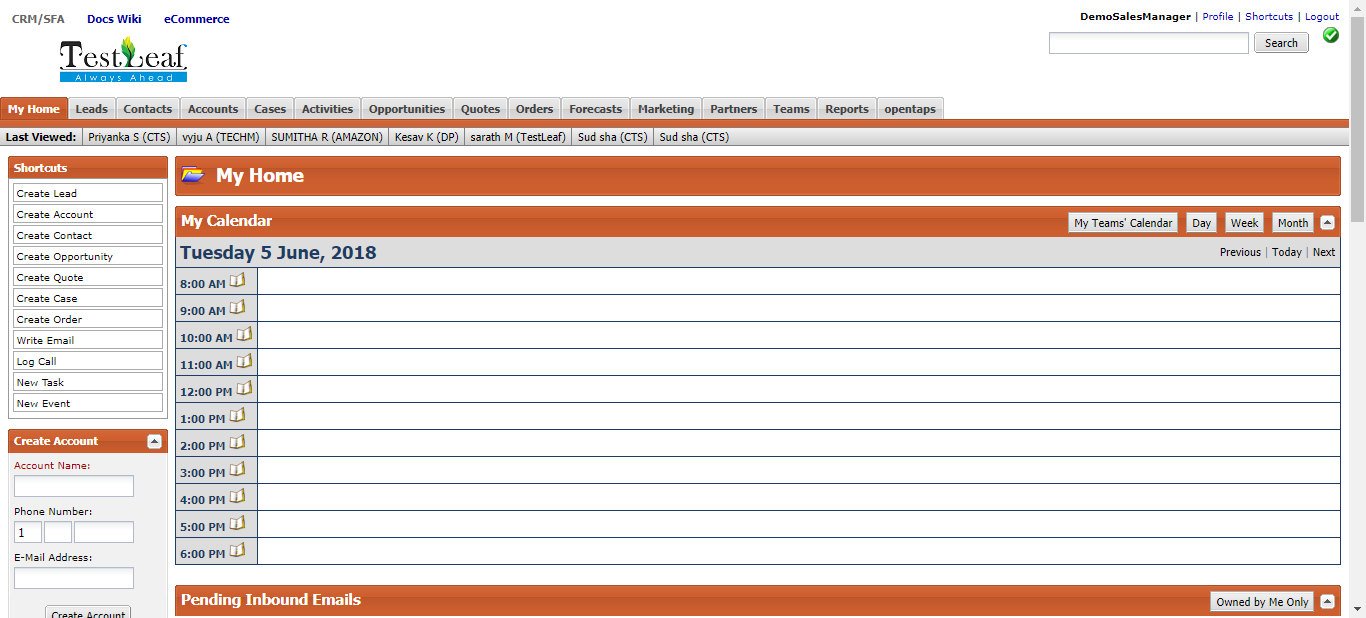 CRM/SFA Docs Wiki eCommerce
DemoSalesManager | Profile | Shortcuts | Logout
Search
TestLeaf
Always Ahead
My Home Leads Contacts Accounts Cases Activities Opportunities Quotes Orders Forecasts Marketing Partners Teams Reports opentaps
Last Viewed: Priyanka S (CTS) vyju A (TECHM) SUMITHA R (AMAZON) Kesav K (DP) sarath M (TestLeaf) Sud sha (CTS) Sud sha (CTS)
Shortcuts
Create Lead
Create Account
Create Contact
Create Opportunity
Create Quote
Create Case
Create Order
Write Email
Log Call
New Task
New Event
Create Account
Account Name:
Phone Number:
1
E-Mail Address:
Create Account
My Home
My Calendar
My Teams' Calendar Day Week Month
Tuesday 5 June, 2018
Previous | Today | Next
8:00 AM
9:00 AM
10:00 AM
11:00 AM
12:00 PM
1:00 PM
2:00 PM
3:00 PM
4:00 PM
5:00 PM
6:00 PM
Pending Inbound Emails
Owned by Me Only